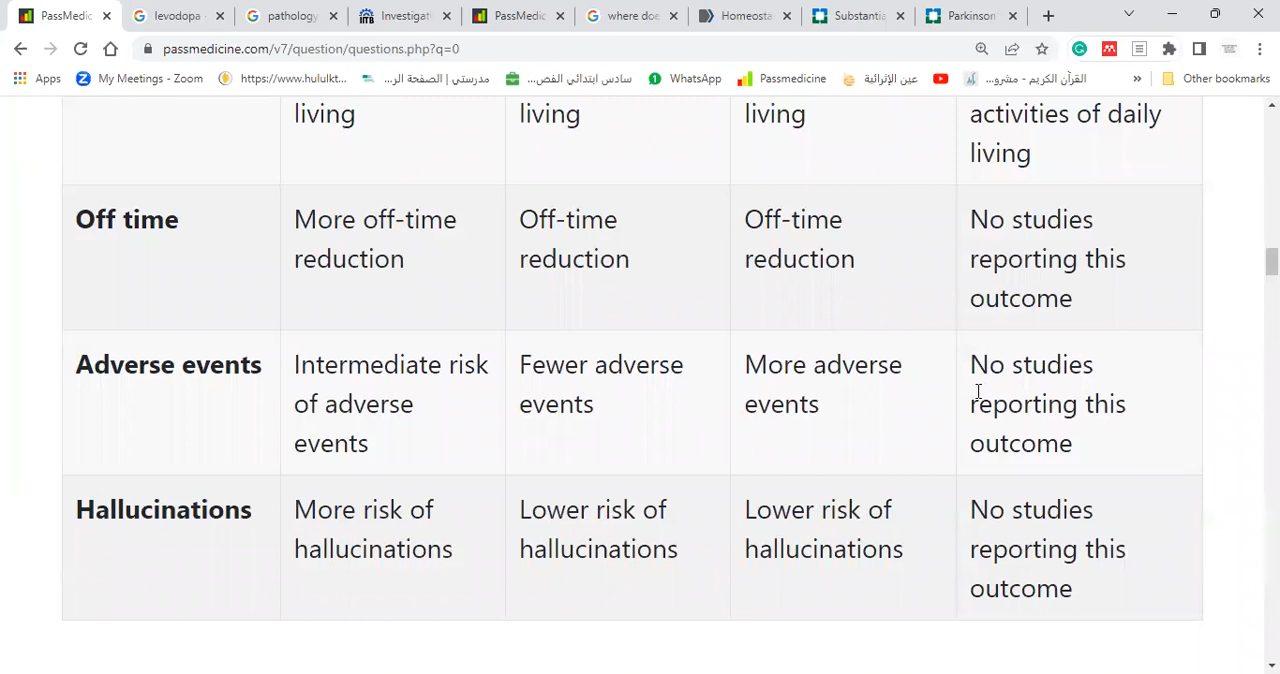 PassMedic
levodopa -
pathology
Investigat
PassMedic
where doe
Homeosta
Substantia
Parkinson
passmedicine.com/v7/question/questions.php?q=0
Apps
My Meetings - Zoom
https://www.hululkt...
مدرستي | الصفحة الر...
سادس ابتدائي الفص...
WhatsApp
Passmedicine
عين الإثرائية
القرآن الكريم - مشرو...
»
Other bookmarks
living
living
living
activities of daily
living
Off time
More off-time
reduction
Off-time
reduction
Off-time
reduction
No studies
reporting this
outcome
Adverse events
Intermediate risk
of adverse
events
Fewer adverse
events
More adverse
events
No studies
reporting this
outcome
Hallucinations
More risk of
hallucinations
Lower risk of
hallucinations
Lower risk of
hallucinations
No studies
reporting this
outcome